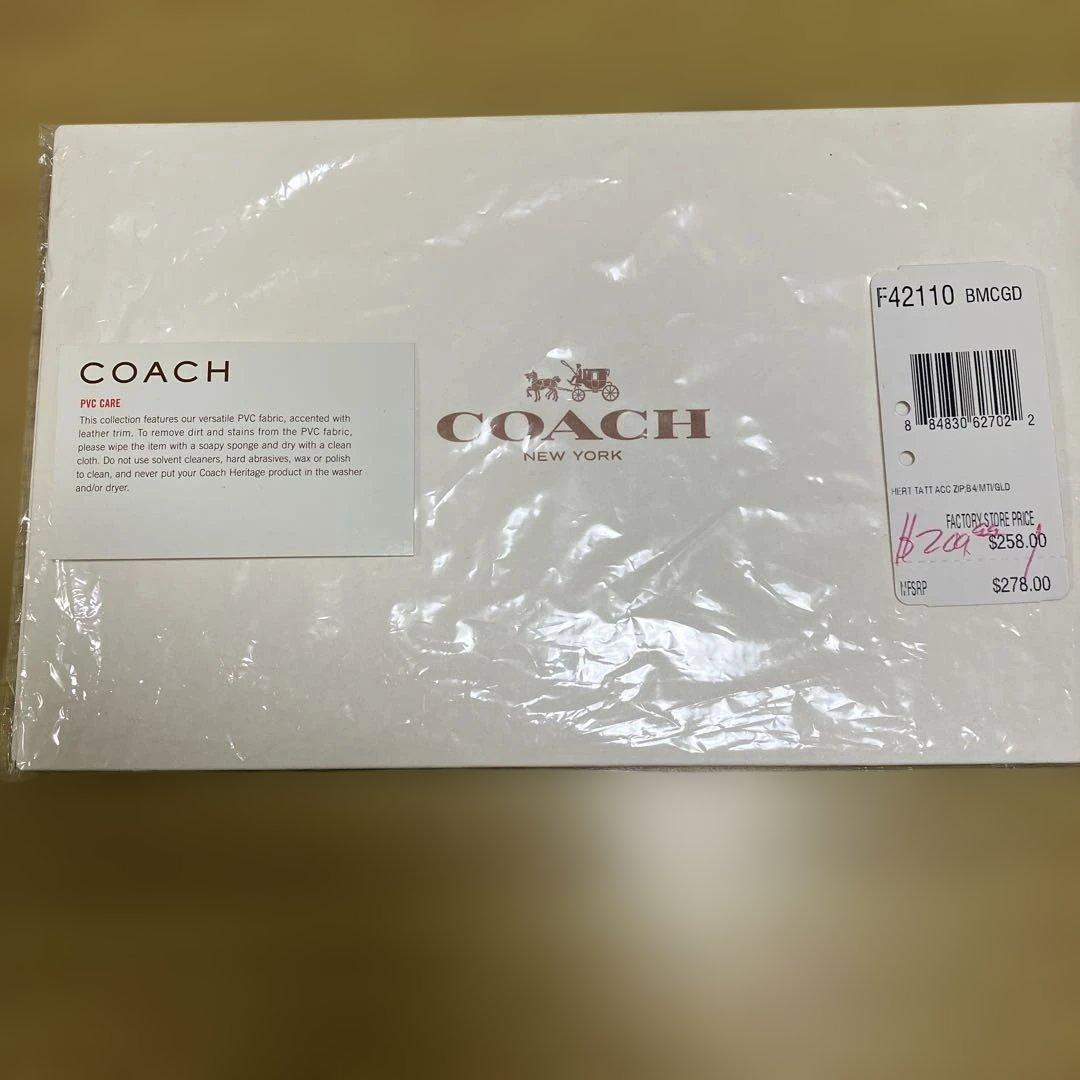 COACH
PVC CARE
This collection features our versatile PVC fabric, accented with
leather trim. To remove dirt and stains from the PVC fabric,
please wipe the item with a soapy sponge and dry with a clean
cloth. Do not use solvent cleaners, hard abrasives, wax or polish
to clean, and never put your Coach Heritage product in the washer
and/or dryer.
COACH
NEW YORK
F42110 BMCGD
8 84830 62702 2
HERT TATT ACC ZIP,B4/MTI/GLD
FACTORY STORE PRICE
$258.00
MFSRP $278.00